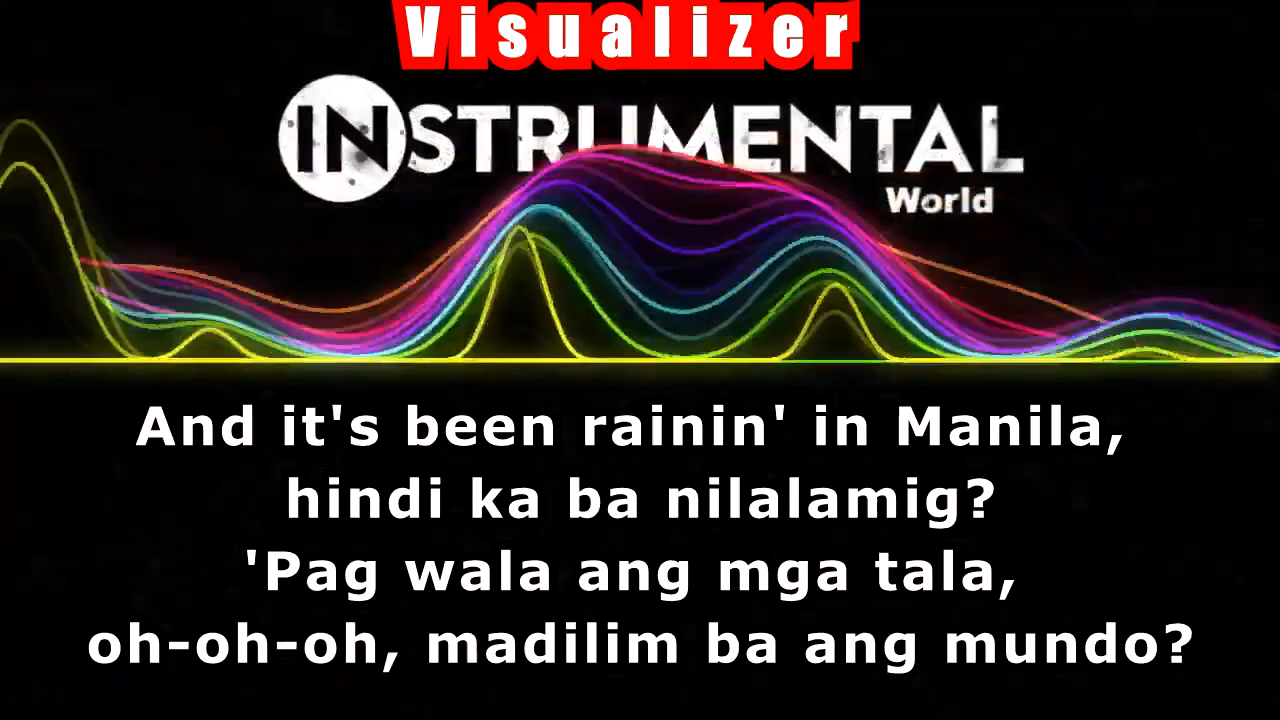 Visualizer
INSTRUMENTAL
World
And it's been rainin' in Manila,
hindi ka ba nilalamig?
'Pag wala ang mga tala,
oh-oh-oh, madilim ba ang mundo?